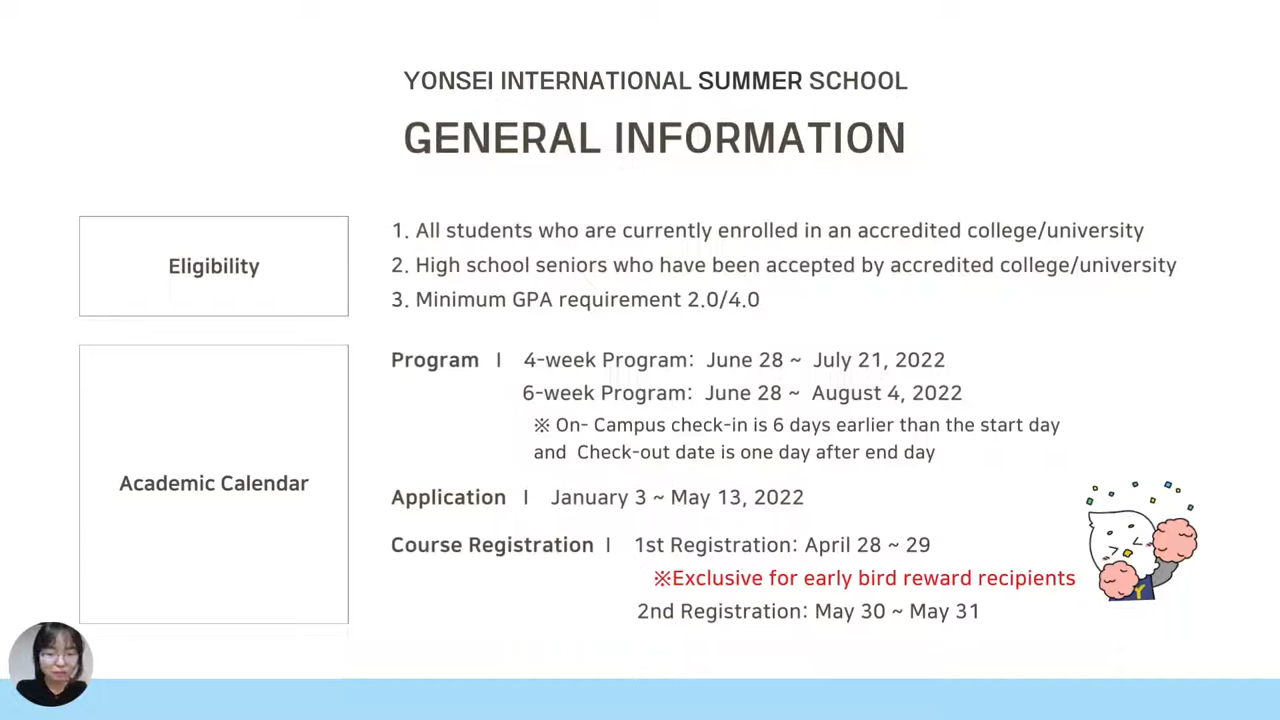 YONSEI INTERNATIONAL SUMMER SCHOOL
GENERAL INFORMATION
Eligibility
1. All students who are currently enrolled in an accredited college/university
2. High school seniors who have been accepted by accredited college/university
3. Minimum GPA requirement 2.0/4.0
Academic Calendar
Program I 4-week Program: June 28 ~ July 21, 2022
6-week Program: June 28 ~ August 4, 2022
※ On- Campus check-in is 6 days earlier than the start day
and Check-out date is one day after end day
Application I January 3 ~ May 13, 2022
Course Registration I 1st Registration: April 28 ~ 29
※Exclusive for early bird reward recipients
2nd Registration: May 30 ~ May 31
Y